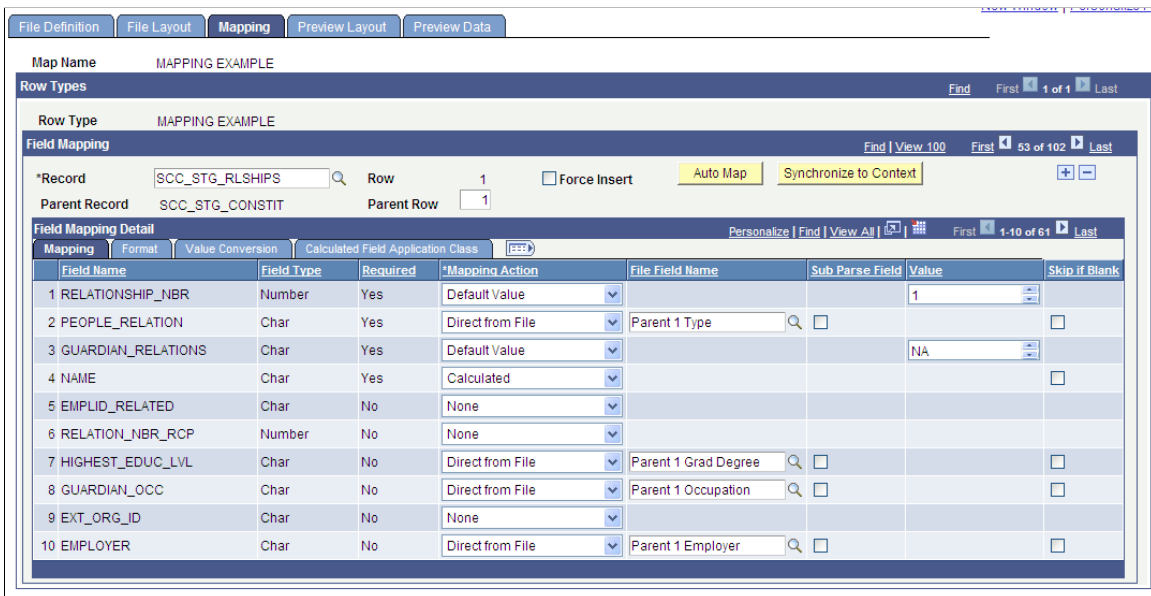 File Definition File Layout Mapping Preview Layout Preview Data
Map Name MAPPING EXAMPLE
Row Types Find First 1 of 1 Last
Row Type MAPPING EXAMPLE
Field Mapping Find | View 100 First 53 of 102 Last
*Record SCC_STG_RLSHIPS Row 1 Force Insert Auto Map Synchronize to Context
Parent Record SCC_STG_CONSTIT Parent Row 1
Field Mapping Detail Personalize | Find | View All | First 1-10 of 61 Last
Mapping Format Value Conversion Calculated Field Application Class
Field Name Field Type Required *Mapping Action File Field Name Sub Parse Field Value Skip if Blank
1 RELATIONSHIP_NBR Number Yes Default Value 1
2 PEOPLE_RELATION Char Yes Direct from File Parent 1 Type
3 GUARDIAN_RELATIONS Char Yes Default Value NA
4 NAME Char Yes Calculated
5 EMPLID_RELATED Char No None
6 RELATION_NBR_RCP Number No None
7 HIGHEST_EDUC_LVL Char No Direct from File Parent 1 Grad Degree
8 GUARDIAN_OCC Char No Direct from File Parent 1 Occupation
9 EXT_ORG_ID Char No None
10 EMPLOYER Char No Direct from File Parent 1 Employer